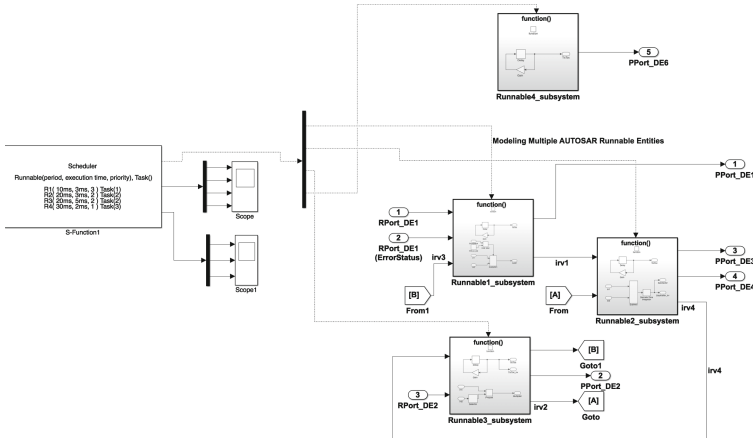 function()
Runnable4_subsystem
5
PPort_DE6
Modeling Multiple AUTOSAR Runnable Entities
Scheduler
Runnable(period, execution time, priority), Task()
R1( 10ms, 3ms, 3 ) Task(1)
R2( 20ms, 3ms, 2 ) Task(2)
R3( 20ms, 5ms, 2 ) Task(2)
R4( 30ms, 2ms, 1 ) Task(3)
S-Function1
Scope
Scope1
1
PPort_DE1
function()
1
RPort_DE1
2
RPort_DE1
(ErrorStatus)
irv3
[B]
From1
Runnable1_subsystem
irv1
[A]
From
function()
Runnable2_subsystem
3
PPort_DE3
4
PPort_DE4
irv4
irv4
function()
3
RPort_DE2
Runnable3_subsystem
[B]
Goto1
2
PPort_DE2
irv2
[A]
Goto